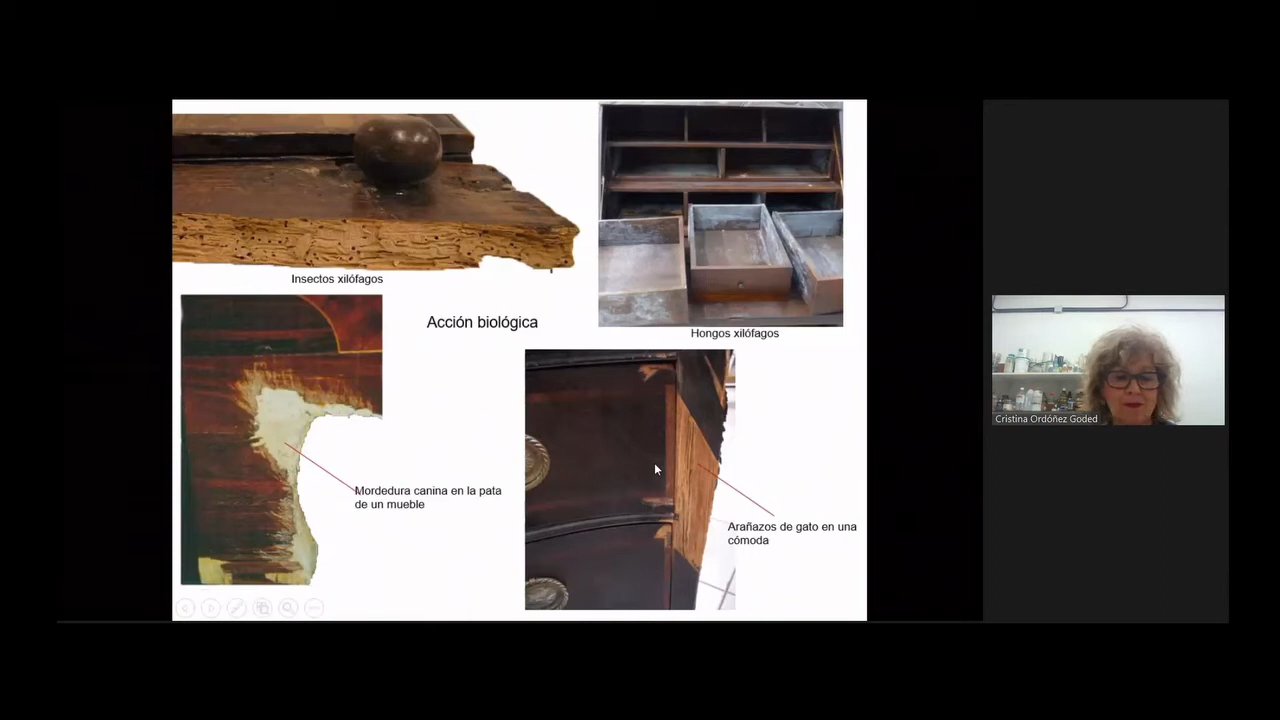 Insectos xilófagos
Acción biológica
Hongos xilófagos
Mordedura canina en la pata
de un mueble
Arañazos de gato en una
cómoda
Cristina Ordóñez Goded